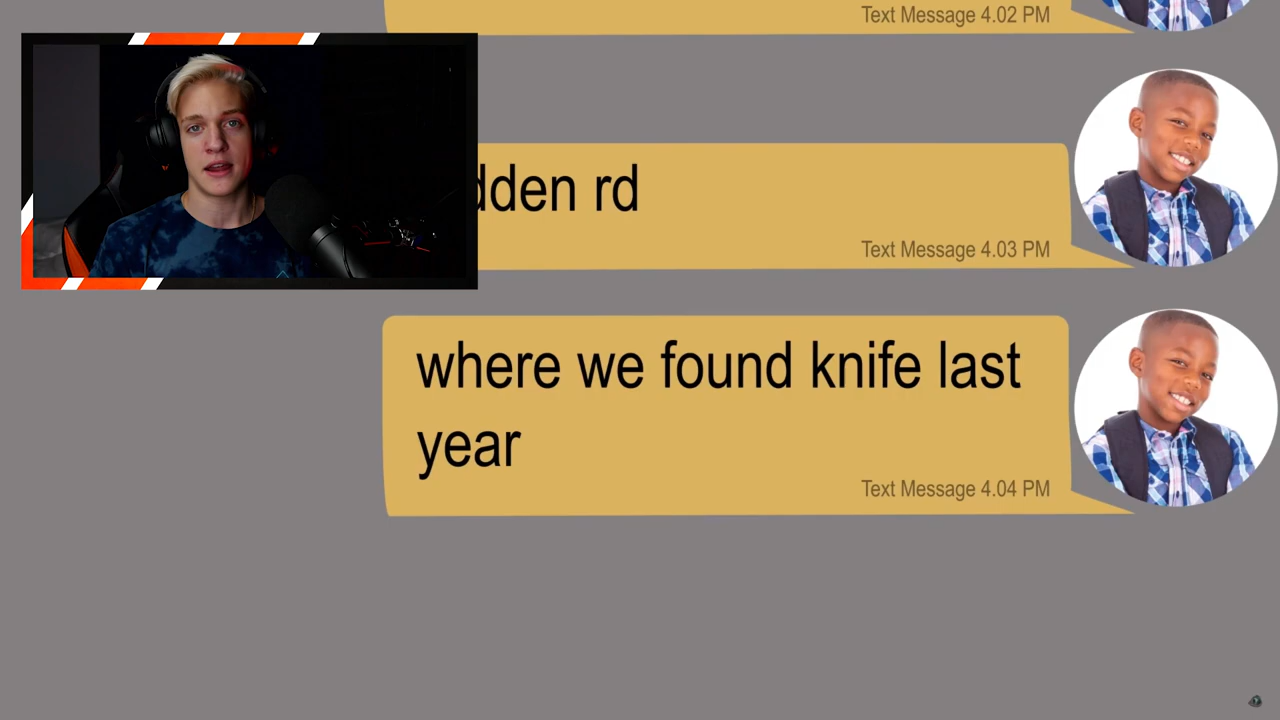 Text Message 4.02 PM
rd
Text Message 4.03 PM
where we found knife last
year
Text Message 4.04 PM